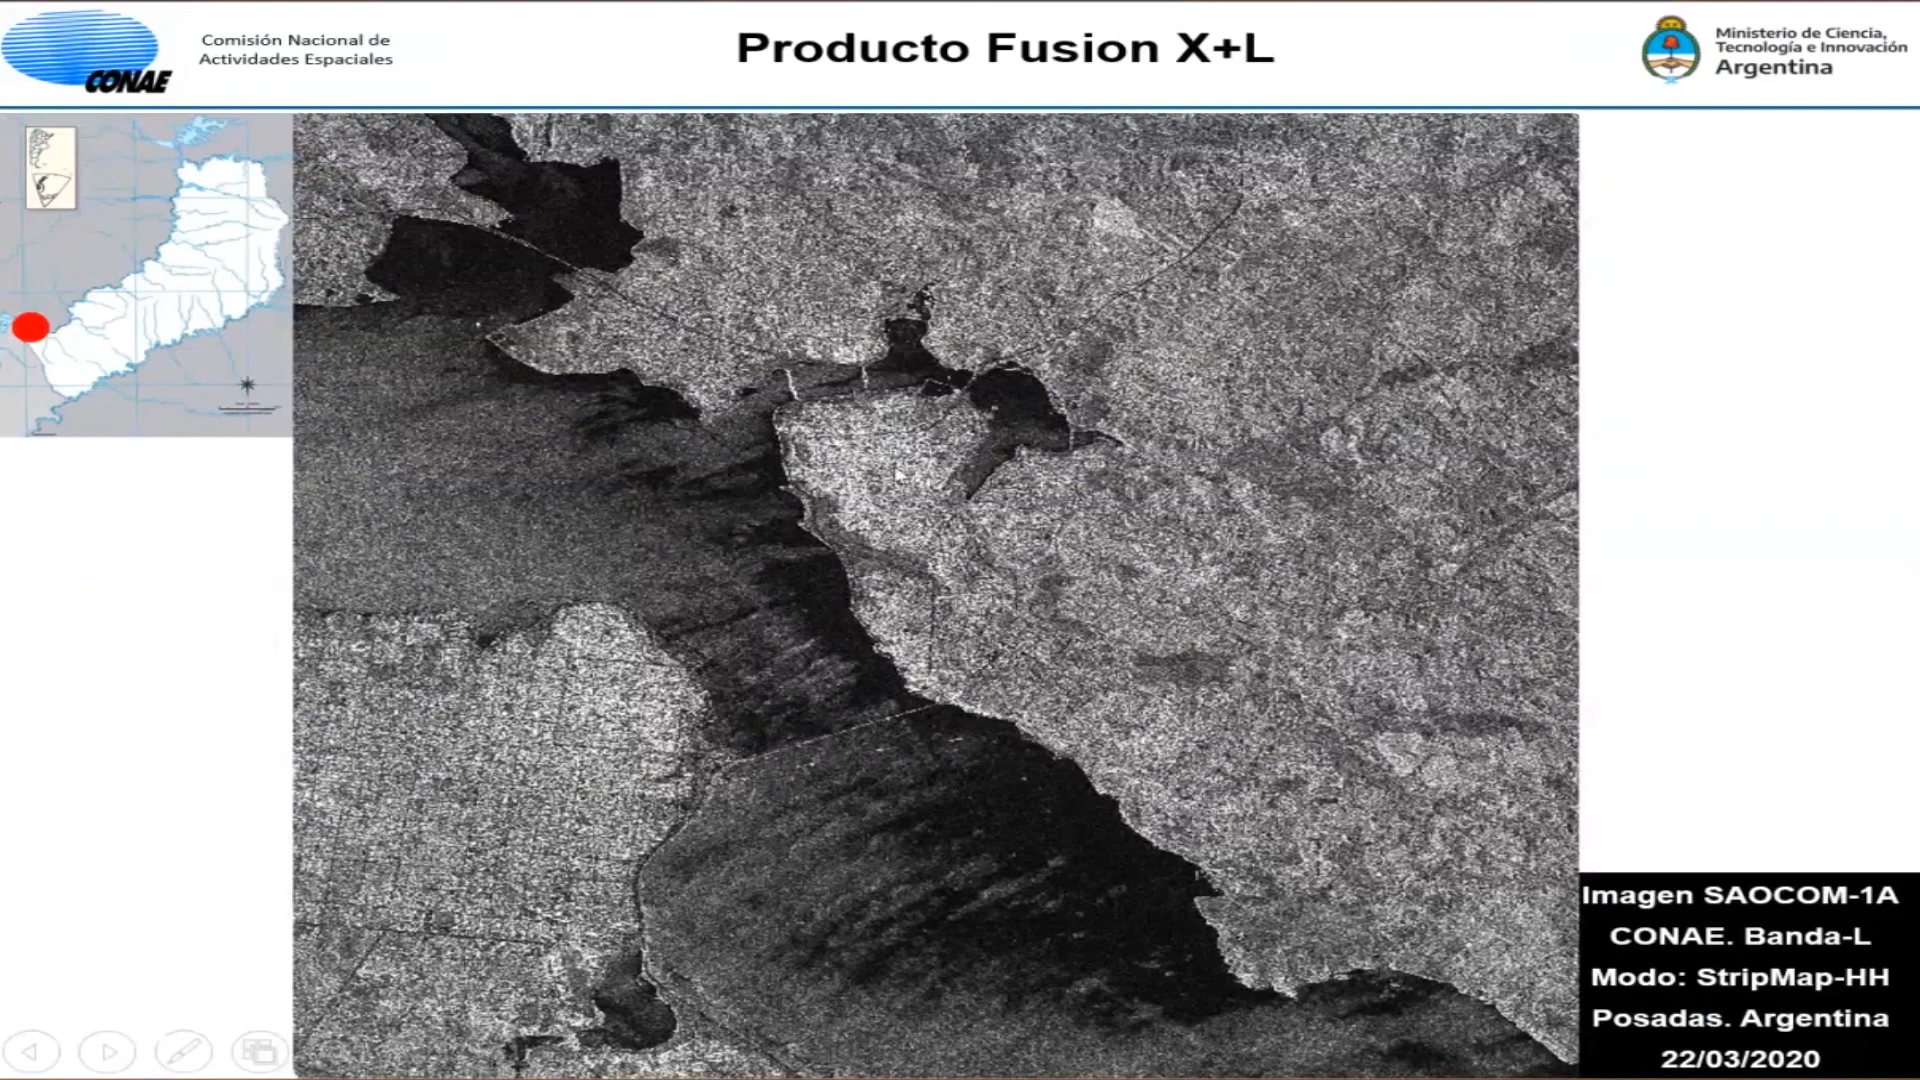 CONAE
Comisión Nacional de
Actividades Espaciales
Producto Fusion X+L
Ministerio de Ciencia,
Tecnología e Innovación
Argentina
Imagen SAOCOM-1A
CONAE. Banda-L
Modo: StripMap-HH
Posadas. Argentina
22/03/2020